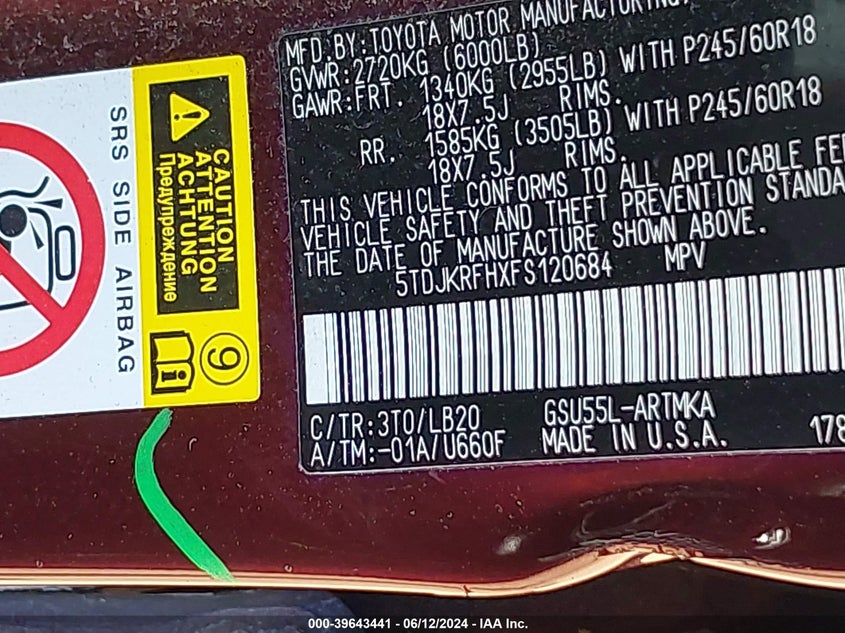 SRS SIDE AIRBAG
CAUTION
ATTENTION
ACHTUNG
Предупреждение
9
i
MFD. BY: TOYOTA MOTOR MANUFACTURING,
GVWR: 2720KG (6000LB)
GAWR: FRT. 1340KG (2955LB) WITH P245/60R18
18X7.5J RIMS.
RR. 1585KG (3505LB) WITH P245/60R18
18X7.5J RIMS.
THIS VEHICLE CONFORMS TO ALL APPLICABLE
VEHICLE SAFETY AND THEFT PREVENTION
THE DATE OF MANUFACTURE SHOWN ABOVE.
5TDJKRFHXFS120684 MPV
C/TR: 3T0/LB20 GSU55L-ARTMKA
A/TM: -01A/U660F MADE IN U.S.A. 178
000-39643441 - 06/12/2024 - IAA Inc.